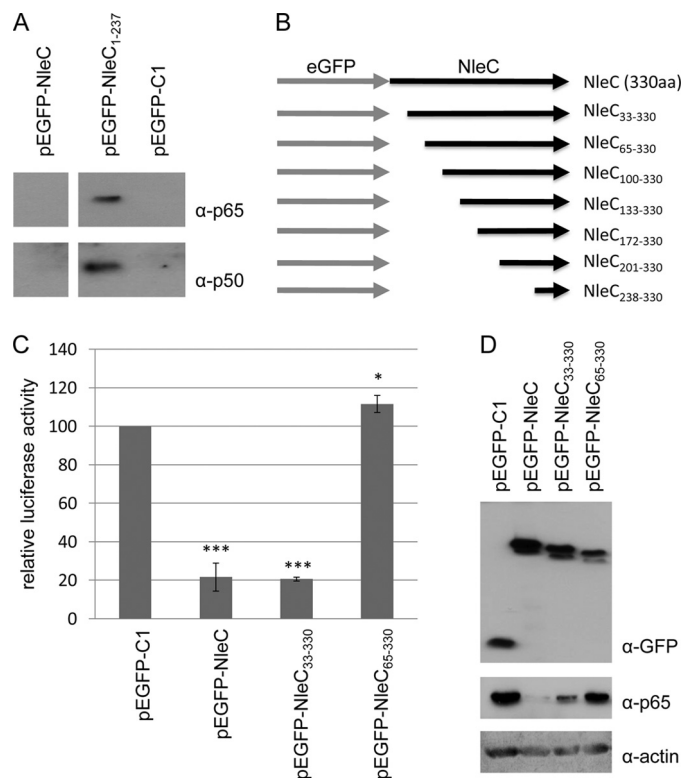 A
pEGFP-NleC
pEGFP-NleC1-237
pEGFP-C1
α-p65
α-p50
B
eGFP NleC
NleC (330aa)
NleC33-330
NleC65-330
NleC100-330
NleC133-330
NleC172-330
NleC201-330
NleC238-330
C
relative luciferase activity
140
120
100
80
60
40
20
0
***
***
*
pEGFP-C1
pEGFP-NleC
pEGFP-NleC33-330
pEGFP-NleC65-330
D
pEGFP-C1
pEGFP-NleC
pEGFP-NleC33-330
pEGFP-NleC65-330
α-GFP
α-p65
α-actin